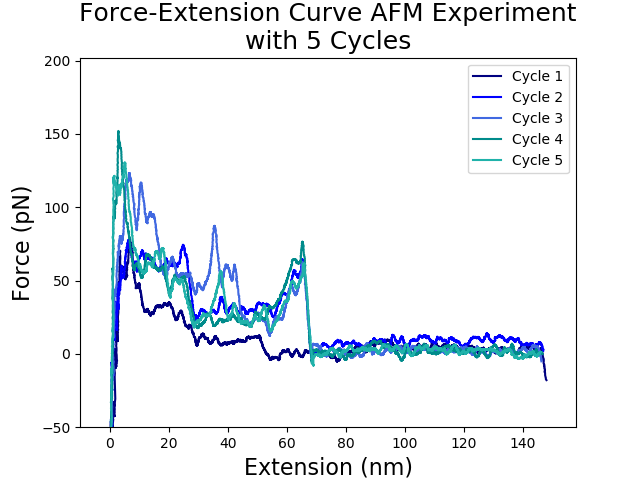 Force-Extension Curve AFM Experiment
with 5 Cycles
Cycle 1
Cycle 2
Cycle 3
Cycle 4
Cycle 5
Force (pN)
200
150
100
50
0
−50
0 20 40 60 80 100 120 140
Extension (nm)